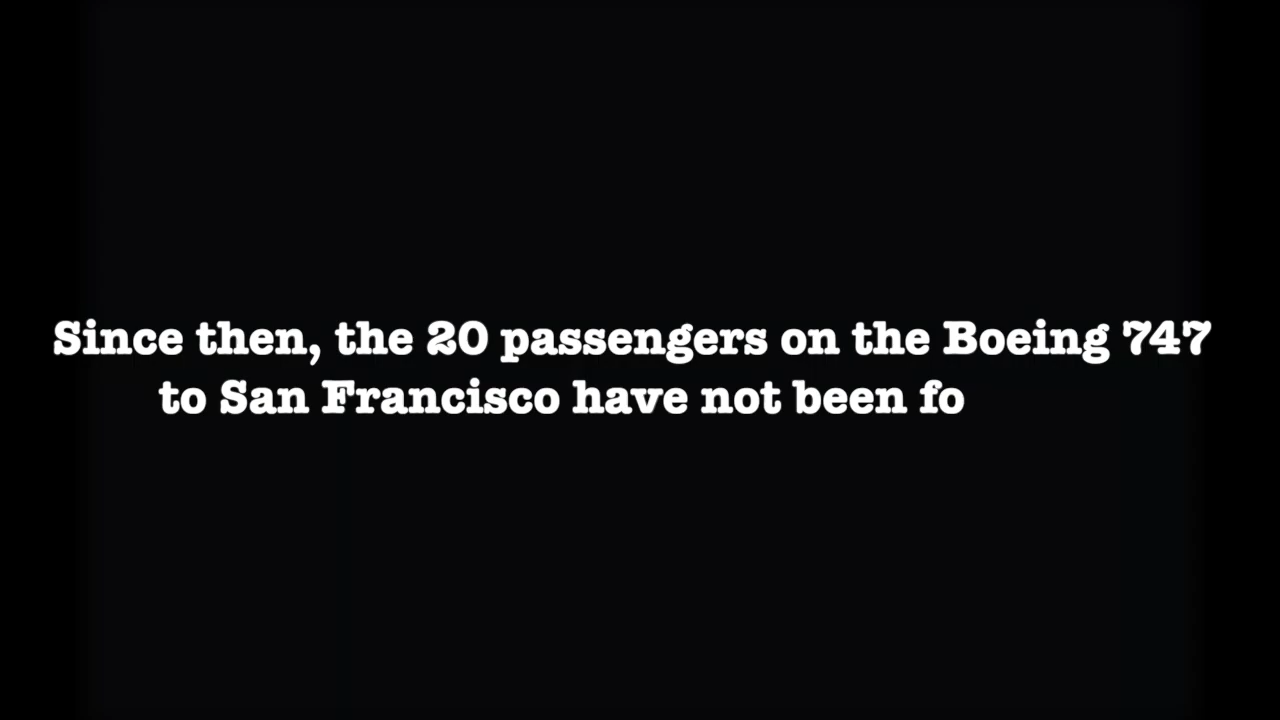 Since then, the 20 passengers on the Boeing 747
to San Francisco have not been fo